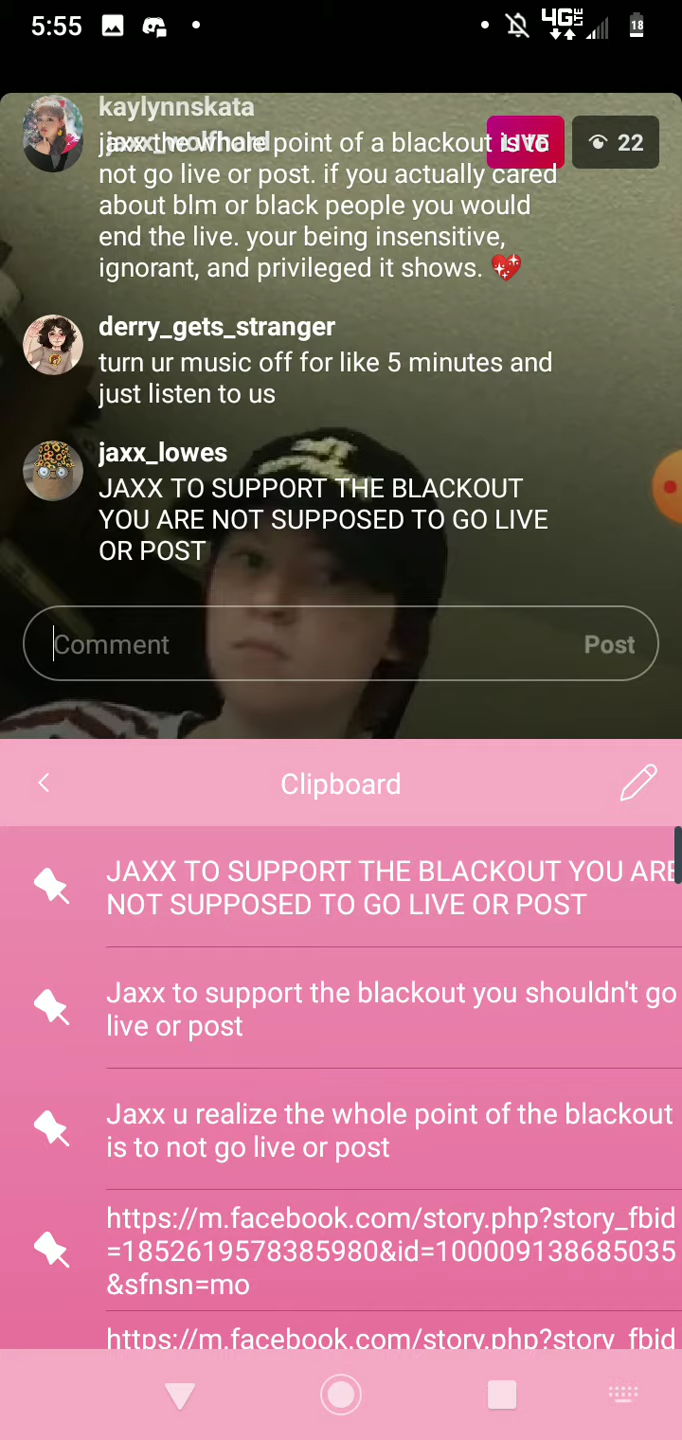 5:55
4G LTE
18
kaylynnskata
jaxx_wolfhard
LIVE
22
jaxx the whole point of a blackout is to
not go live or post. if you actually cared
about blm or black people you would
end the live. your being insensitive,
ignorant, and privileged it shows. 💖
derry_gets_stranger
turn ur music off for like 5 minutes and
just listen to us
jaxx_lowes
JAXX TO SUPPORT THE BLACKOUT
YOU ARE NOT SUPPOSED TO GO LIVE
OR POST
Comment
Post
Clipboard
JAXX TO SUPPORT THE BLACKOUT YOU ARE
NOT SUPPOSED TO GO LIVE OR POST
Jaxx to support the blackout you shouldn't go
live or post
Jaxx u realize the whole point of the blackout
is to not go live or post
https://m.facebook.com/story.php?story_fbid
=1852619578385980&id=100009138685035
&sfnsn=mo
https://m.facebook.com/story.php?story_fbid